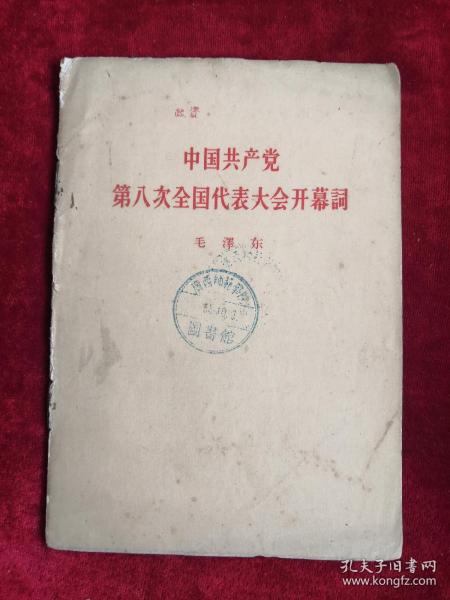 中国共产党
第八次全国代表大会开幕詞
毛澤东
圖書館
孔夫子旧书网
www.kongfz.com